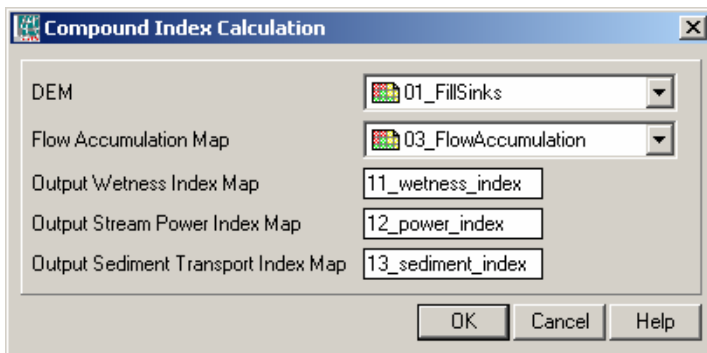 Compound Index Calculation
DEM 01_FillSinks
Flow Accumulation Map 03_FlowAccumulation
Output Wetness Index Map 11_wetness_index
Output Stream Power Index Map 12_power_index
Output Sediment Transport Index Map 13_sediment_index
OK Cancel Help